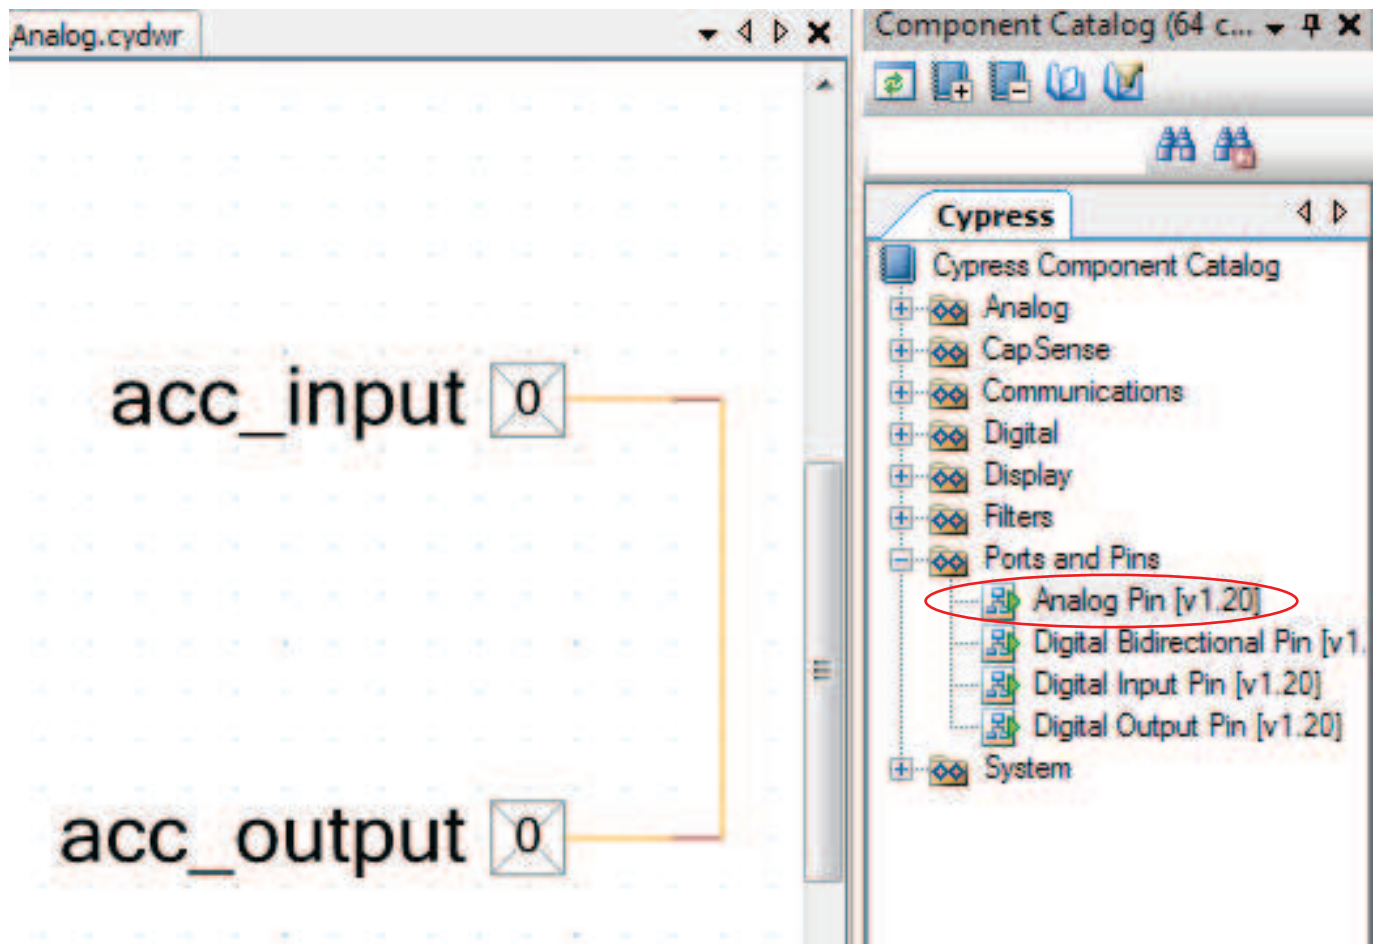 Analog.cydwr
acc_input 0
acc_output 0
Component Catalog (64 c...
Cypress
Cypress Component Catalog
Analog
CapSense
Communications
Digital
Display
Filters
Ports and Pins
Analog Pin [v1.20]
Digital Bidirectional Pin [v1.
Digital Input Pin [v1.20]
Digital Output Pin [v1.20]
System